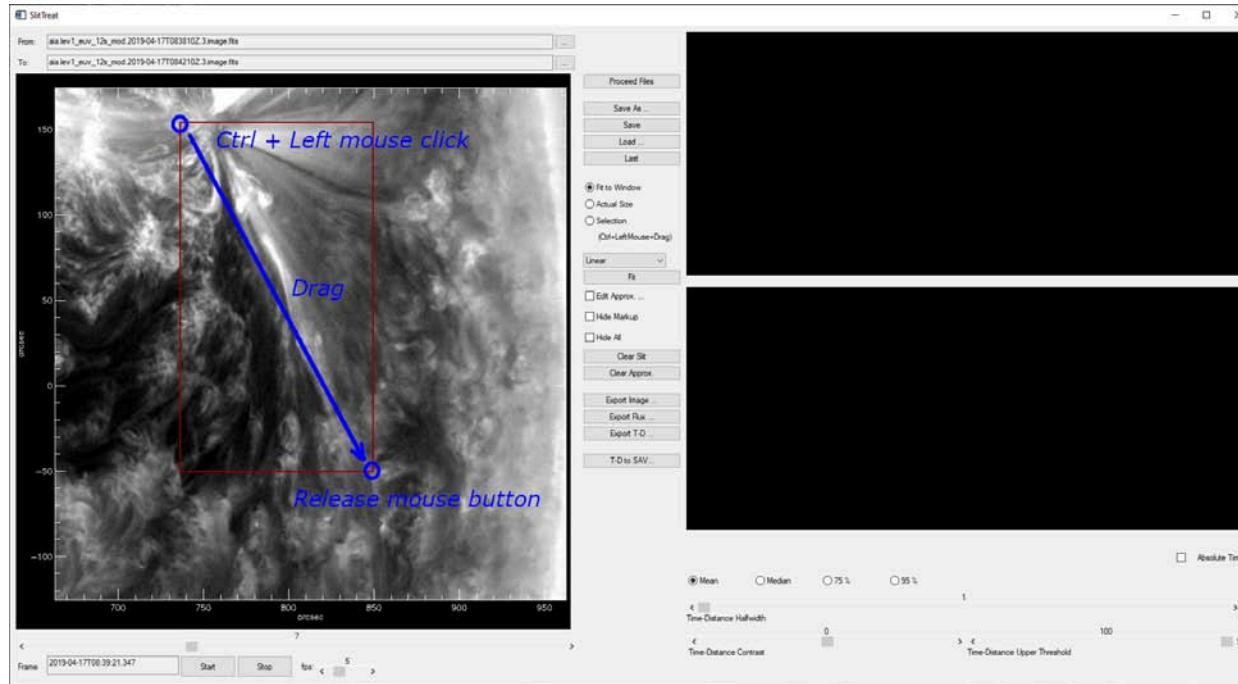 SlitTreat
From: aia.lev1_euv_12s_mod.2019-04-17T083810Z.3.image.fits ...
To: aia.lev1_euv_12s_mod.2019-04-17T084210Z.3.image.fits ...
Proceed Files
Save As ...
Save
Load ...
Last
Fit to Window
Actual Size
Selection
(Ctrl+LeftMouse+Drag)
Linear
Fit
Edit Approx. ...
Hide Markup
Hide All
Clear Slit
Clear Approx.
Export Image ...
Export Flux ...
Export T-D ...
T-D to SAV...
Ctrl + Left mouse click
Drag
Release mouse button
150
100
50
0
−50
−100
arcsec
700 750 800 850 900 950
arcsec
7
Frame 2019-04-17T08:39:21.347 Start Stop fps: 5
Absolute Tim
Mean Median 75 % 95 %
1
Time-Distance Halfwidth
0 100
Time-Distance Contrast Time-Distance Upper Threshold